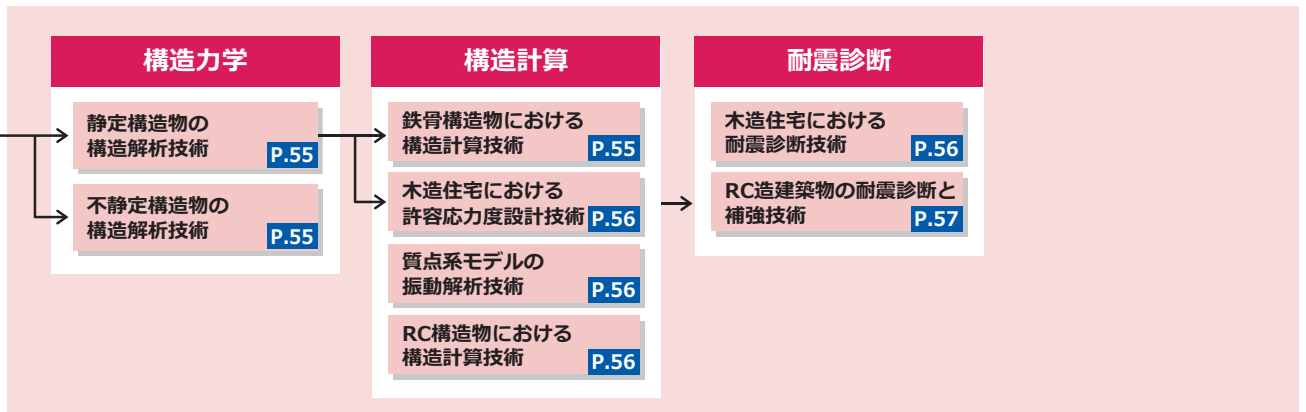 構造力学
静定構造物の
構造解析技術
P.55
不静定構造物の
構造解析技術
P.55
構造計算
鉄骨構造物における
構造計算技術
P.55
木造住宅における
許容応力度設計技術
P.56
質点系モデルの
振動解析技術
P.56
RC構造物における
構造計算技術
P.56
耐震診断
木造住宅における
耐震診断技術
P.56
RC造建築物の耐震診断と
補強技術
P.57